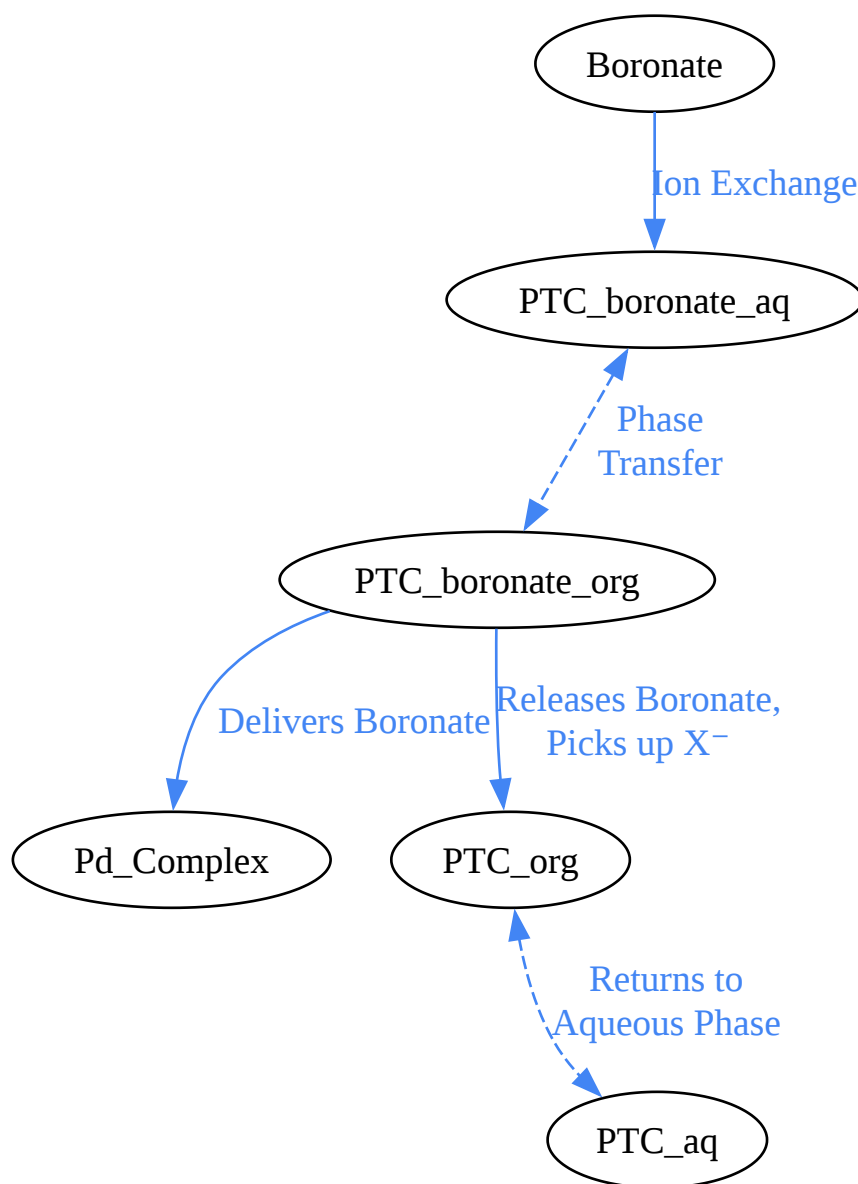 Boronate
Ion Exchange
PTC_boronate_aq
Phase
Transfer
PTC_boronate_org
Delivers Boronate
Releases Boronate,
Picks up X⁻
Pd_Complex
PTC_org
Returns to
Aqueous Phase
PTC_aq